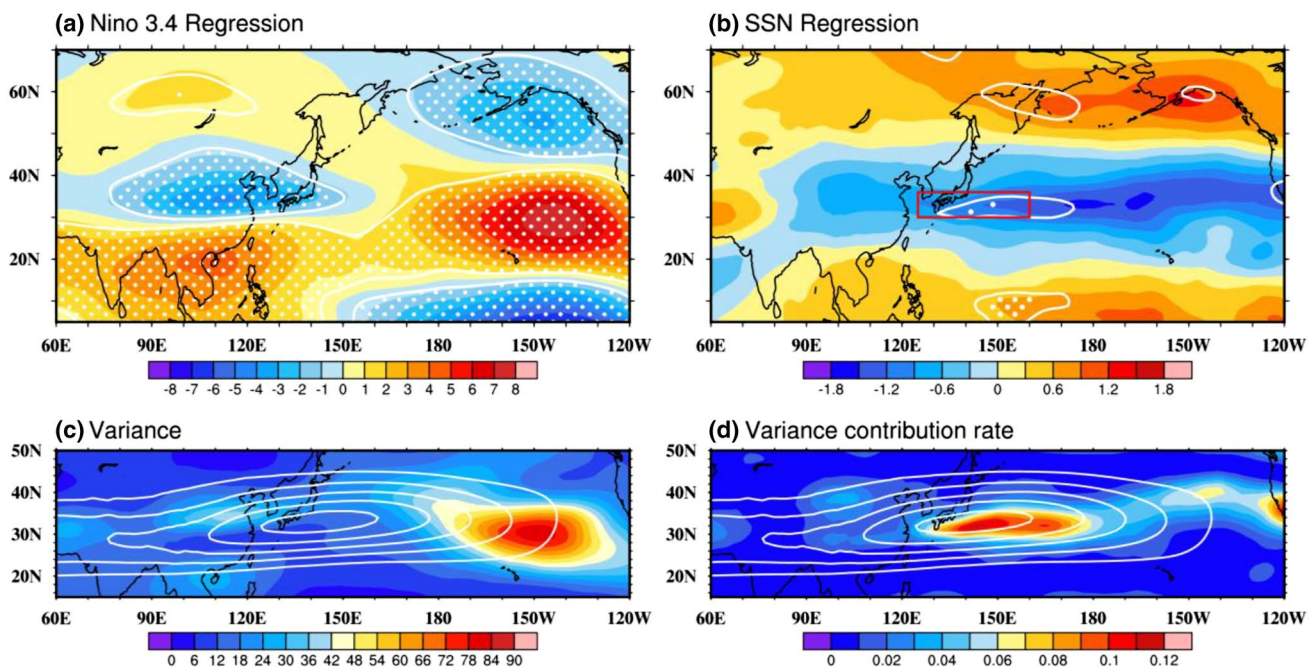 (a) Nino 3.4 Regression
(b) SSN Regression
60N
40N
20N
60E 90E 120E 150E 180 150W 120W
-8 -7 -6 -5 -4 -3 -2 -1 0 1 2 3 4 5 6 7 8
60N
40N
20N
60E 90E 120E 150E 180 150W 120W
-1.8 -1.2 -0.6 0 0.6 1.2 1.8
(c) Variance
(d) Variance contribution rate
50N
40N
30N
20N
60E 90E 120E 150E 180 150W 120W
0 6 12 18 24 30 36 42 48 54 60 66 72 78 84 90
50N
40N
30N
20N
60E 90E 120E 150E 180 150W 120W
0 0.02 0.04 0.06 0.08 0.1 0.12